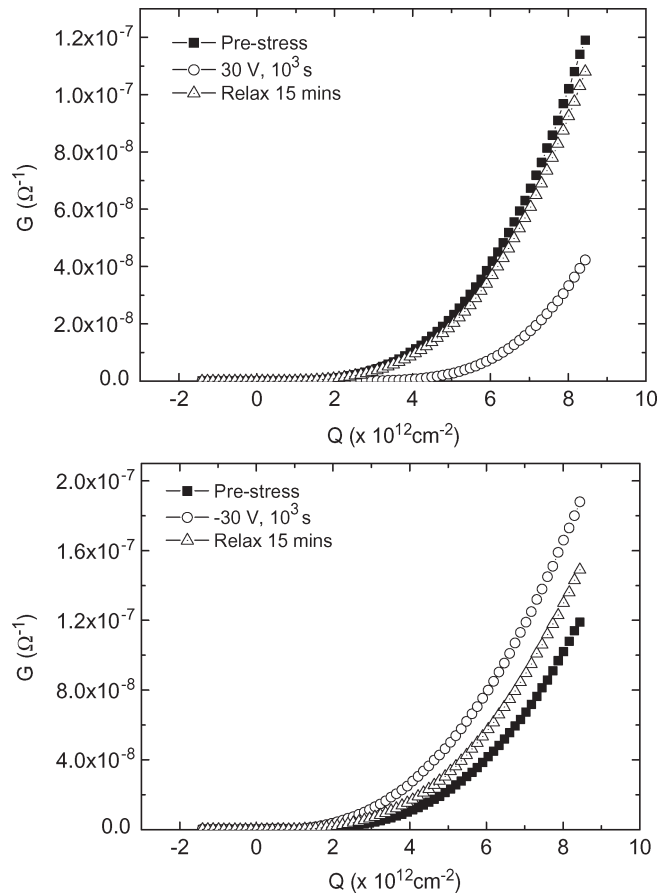 1.2x10⁻⁷
1.0x10⁻⁷
8.0x10⁻⁸
6.0x10⁻⁸
4.0x10⁻⁸
2.0x10⁻⁸
0.0
G (Ω⁻¹)
Pre-stress
30 V, 10³ s
Relax 15 mins
-2 0 2 4 6 8 10
Q (x 10¹²cm⁻²)
2.0x10⁻⁷
1.6x10⁻⁷
1.2x10⁻⁷
8.0x10⁻⁸
4.0x10⁻⁸
0.0
G (Ω⁻¹)
Pre-stress
-30 V, 10³ s
Relax 15 mins
-2 0 2 4 6 8 10
Q (x 10¹²cm⁻²)